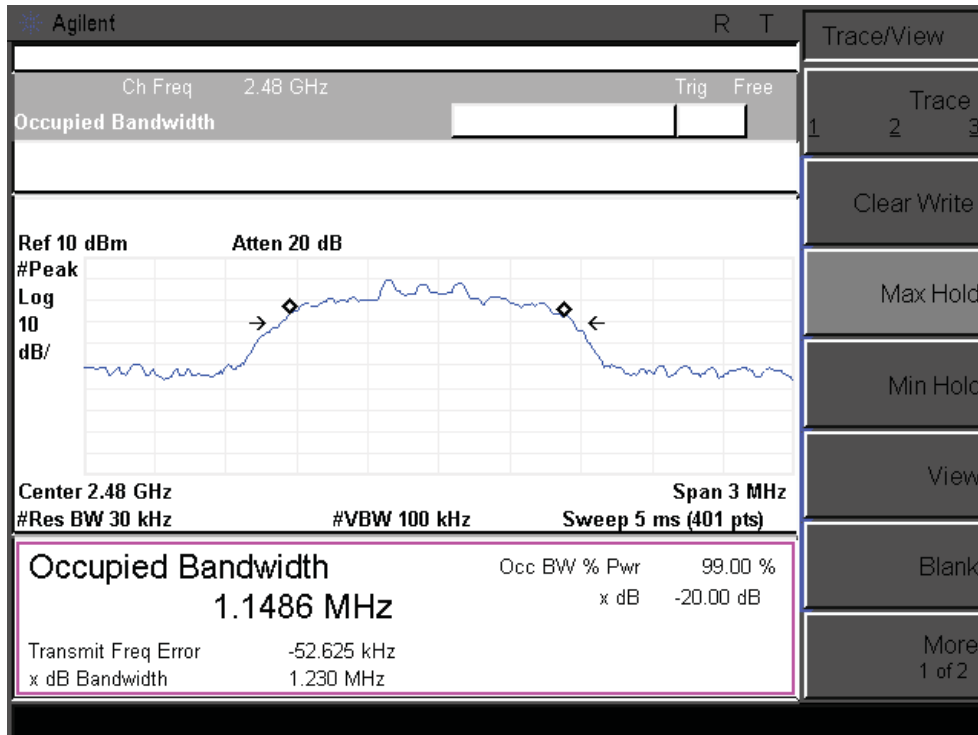 Agilent R T
Ch Freq 2.48 GHz Trig Free
Occupied Bandwidth
Ref 10 dBm Atten 20 dB
#Peak
Log
10
dB/
Center 2.48 GHz Span 3 MHz
#Res BW 30 kHz #VBW 100 kHz Sweep 5 ms (401 pts)
Occupied Bandwidth
1.1486 MHz
Occ BW % Pwr 99.00 %
x dB -20.00 dB
Transmit Freq Error -52.625 kHz
x dB Bandwidth 1.230 MHz
Trace/View
Trace
1 2 3
Clear Write
Max Hold
Min Hold
View
Blank
More
1 of 2